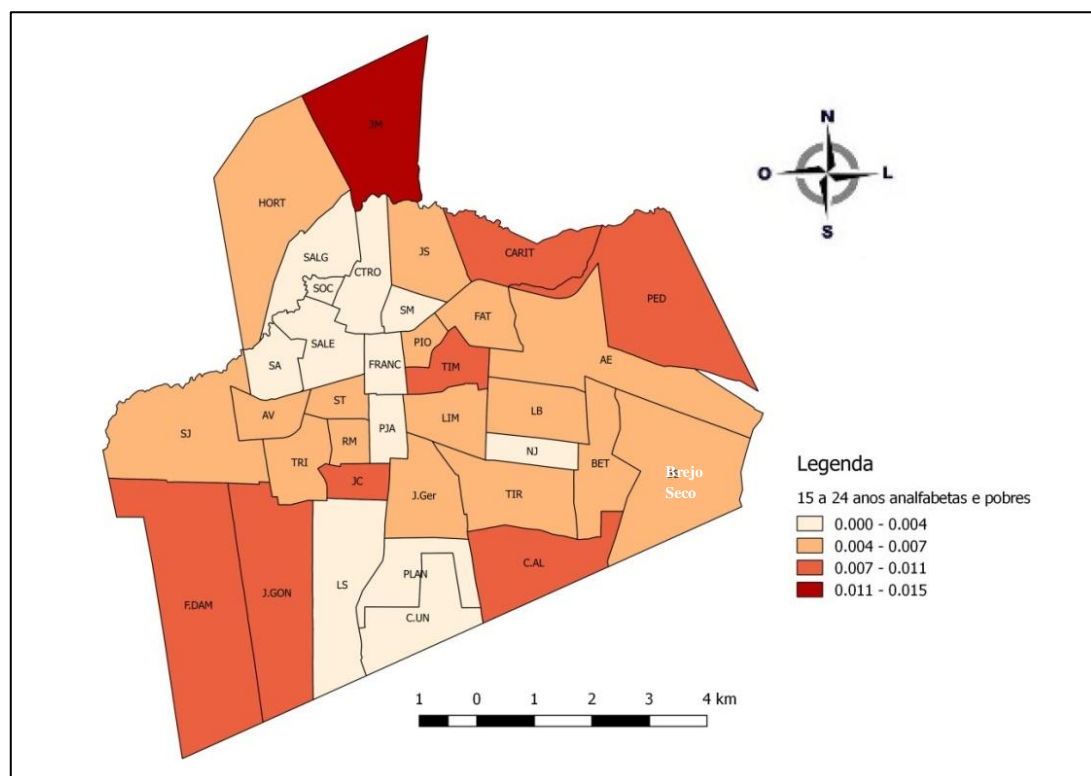 N
O
L
S
JM
HORT
SALG
CTRO
JS
CARIT
PED
SOC
SM
FAT
SALE
FRANC
PIO
TIM
AE
SA
SJ
AV
ST
RM
PJA
LIM
LB
NJ
BET
Brejo
Seco
TRI
JC
J.Ger
TIR
C.AL
F.DAM
J.GON
LS
PLAN
C.UN
Legenda
15 a 24 anos analfabetas e pobres
0.000 - 0.004
0.004 - 0.007
0.007 - 0.011
0.011 - 0.015
1 0 1 2 3 4 km